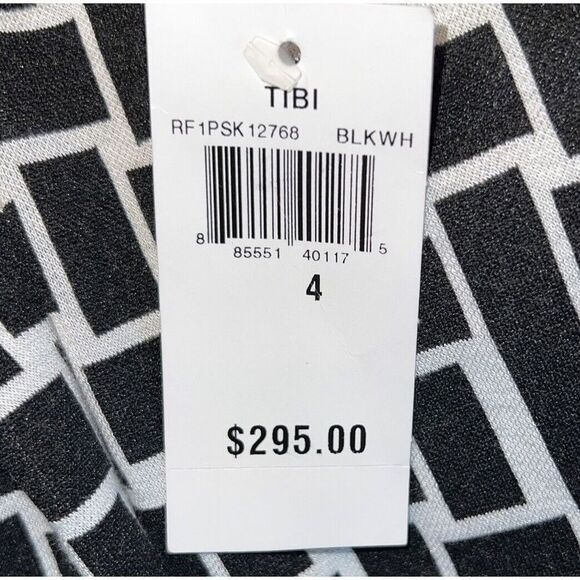 TIBI
RF1PSK12768 BLKWH
8 85551 40117 5
4
$295.00